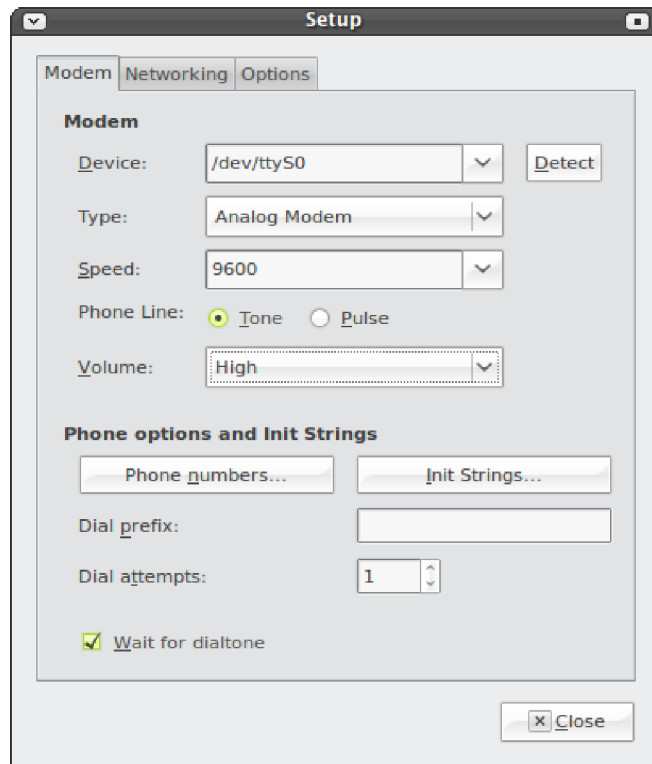 Setup
Modem Networking Options
Modem
Device: /dev/ttyS0 Detect
Type: Analog Modem
Speed: 9600
Phone Line: Tone Pulse
Volume: High
Phone options and Init Strings
Phone numbers... Init Strings...
Dial prefix:
Dial attempts: 1
Wait for dialtone
Close